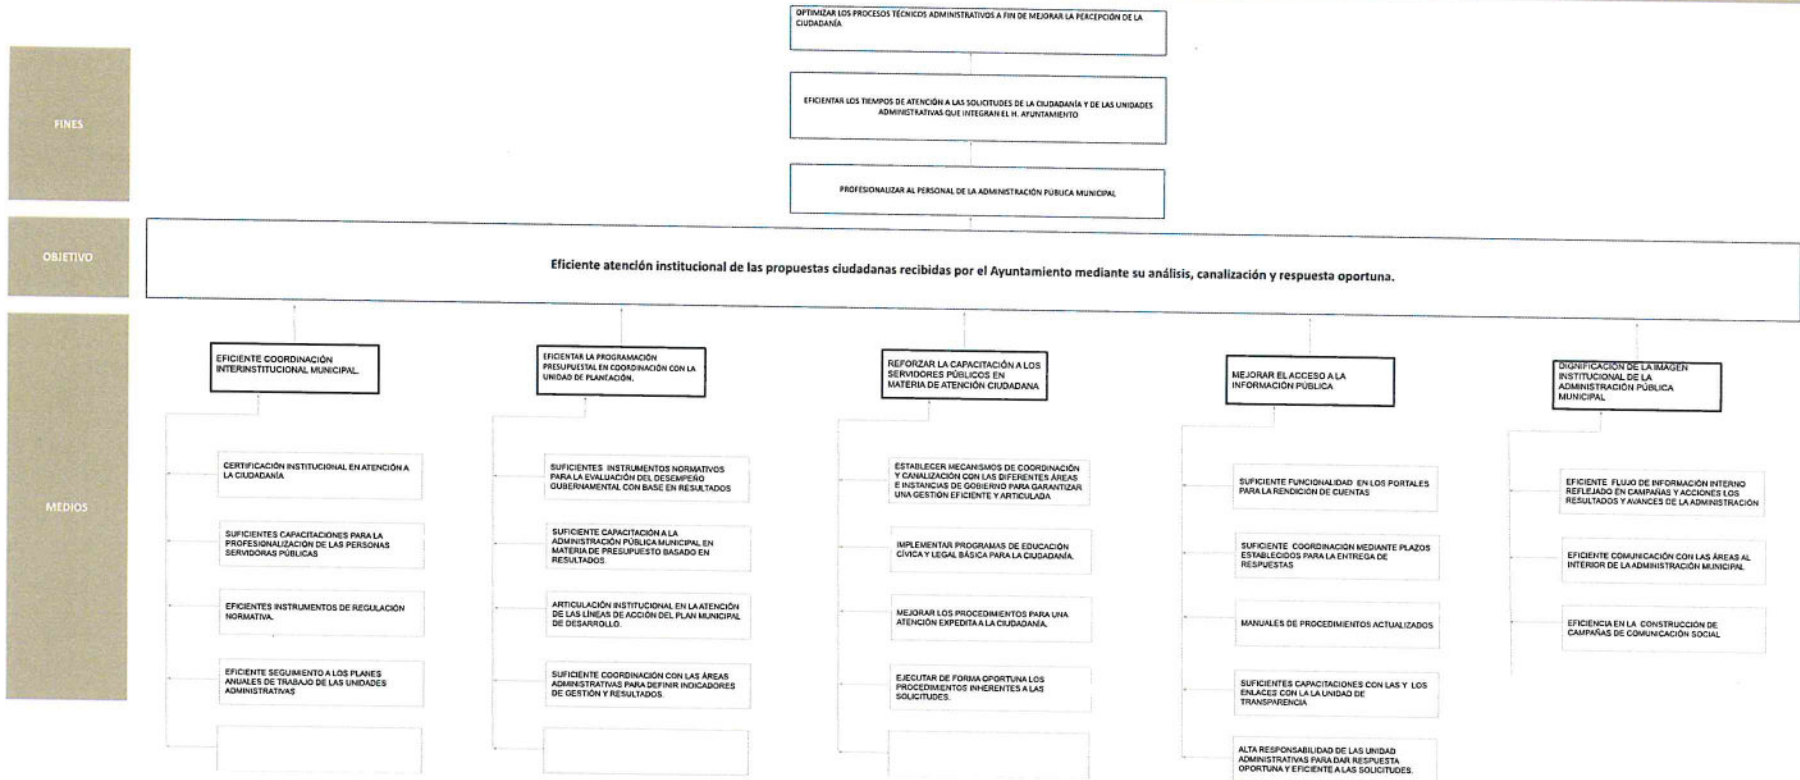 OPTIMIZAR LOS PROCESOS TÉCNICOS ADMINISTRATIVOS A FIN DE MEJORAR LA PERCEPCIÓN DE LA
CIUDADANÍA
FINES
EFICIENTAR LOS TIEMPOS DE ATENCIÓN A LAS SOLICITUDES DE LA CIUDADANÍA Y DE LAS UNIDADES
ADMINISTRATIVAS QUE INTEGRAN EL H. AYUNTAMIENTO
PROFESIONALIZAR AL PERSONAL DE LA ADMINISTRACIÓN PÚBLICA MUNICIPAL
OBJETIVO
Eficiente atención institucional de las propuestas ciudadanas recibidas por el Ayuntamiento mediante su análisis, canalización y respuesta oportuna.
MEDIOS
EFICIENTE COORDINACIÓN
INTERINSTITUCIONAL MUNICIPAL.
CERTIFICACIÓN INSTITUCIONAL EN ATENCIÓN A
LA CIUDADANÍA
SUFICIENTES CAPACITACIONES PARA LA
PROFESIONALIZACIÓN DE LAS PERSONAS
SERVIDORAS PÚBLICAS
EFICIENTES INSTRUMENTOS DE REGULACIÓN
NORMATIVA.
EFICIENTE SEGUIMIENTO A LOS PLANES
ANUALES DE TRABAJO DE LAS UNIDADES
ADMINISTRATIVAS
EFICIENTAR LA PROGRAMACIÓN
PRESUPUESTAL EN COORDINACIÓN CON LA
UNIDAD DE PLANEACIÓN.
SUFICIENTES INSTRUMENTOS NORMATIVOS
PARA LA EVALUACIÓN DEL DESEMPEÑO
GUBERNAMENTAL CON BASE EN RESULTADOS
SUFICIENTE CAPACITACIÓN A LA
ADMINISTRACIÓN PÚBLICA MUNICIPAL EN
MATERIA DE PRESUPUESTO BASADO EN
RESULTADOS.
ARTICULACIÓN INSTITUCIONAL EN LA ATENCIÓN
DE LAS LÍNEAS DE ACCIÓN DEL PLAN MUNICIPAL
DE DESARROLLO.
SUFICIENTE COORDINACIÓN CON LAS ÁREAS
ADMINISTRATIVAS PARA DEFINIR INDICADORES
DE GESTIÓN Y RESULTADOS.
REFORZAR LA CAPACITACIÓN A LOS
SERVIDORES PÚBLICOS EN
MATERIA DE ATENCIÓN CIUDADANA
ESTABLECER MECANISMOS DE COORDINACIÓN
Y CANALIZACIÓN CON LAS DIFERENTES ÁREAS
E INSTANCIAS DE GOBIERNO PARA GARANTIZAR
UNA GESTIÓN EFICIENTE Y ARTICULADA
IMPLEMENTAR PROGRAMAS DE EDUCACIÓN
CÍVICA Y LEGAL BÁSICA PARA LA CIUDADANÍA.
MEJORAR LOS PROCEDIMIENTOS PARA UNA
ATENCIÓN EXPEDITA A LA CIUDADANÍA.
EJECUTAR DE FORMA OPORTUNA LOS
PROCEDIMIENTOS INHERENTES A LAS
SOLICITUDES.
MEJORAR EL ACCESO A LA
INFORMACIÓN PÚBLICA
SUFICIENTE FUNCIONALIDAD EN LOS PORTALES
PARA LA RENDICIÓN DE CUENTAS
SUFICIENTE COORDINACIÓN MEDIANTE PLAZOS
ESTABLECIDOS PARA LA ENTREGA DE
RESPUESTAS
MANUALES DE PROCEDIMIENTOS ACTUALIZADOS
SUFICIENTES CAPACITACIONES CON LAS Y LOS
ENLACES CON LA LA UNIDAD DE
TRANSPARENCIA
ALTA RESPONSABILIDAD DE LAS UNIDAD
ADMINISTRATIVAS PARA DAR RESPUESTA
OPORTUNA Y EFICIENTE A LAS SOLICITUDES.
DIGNIFICACIÓN DE LA IMAGEN
INSTITUCIONAL DE LA
ADMINISTRACIÓN PÚBLICA
MUNICIPAL
EFICIENTE FLUJO DE INFORMACIÓN INTERNO
REFLEJADO EN CAMPAÑAS Y ACCIONES LOS
RESULTADOS Y AVANCES DE LA ADMINISTRACIÓN
EFICIENTE COMUNICACIÓN CON LAS ÁREAS AL
INTERIOR DE LA ADMINISTRACIÓN MUNICIPAL
EFICIENCIA EN LA CONSTRUCCIÓN DE
CAMPAÑAS DE COMUNICACIÓN SOCIAL